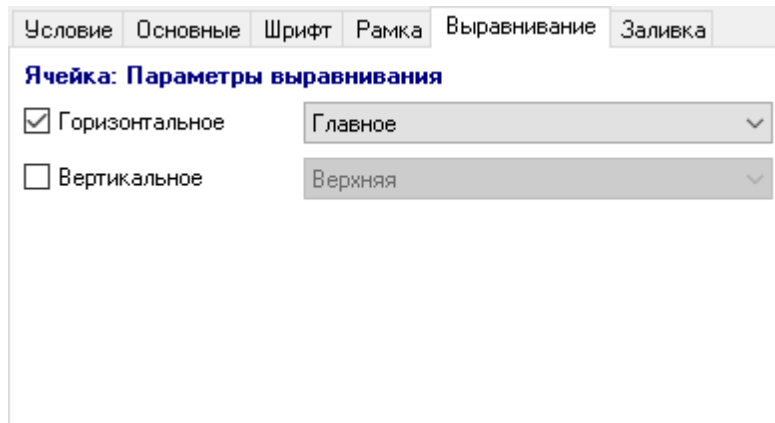 Условие Основные Шрифт Рамка Выравнивание Заливка
Ячейка: Параметры выравнивания
Горизонтальное Главное
Вертикальное Верхняя